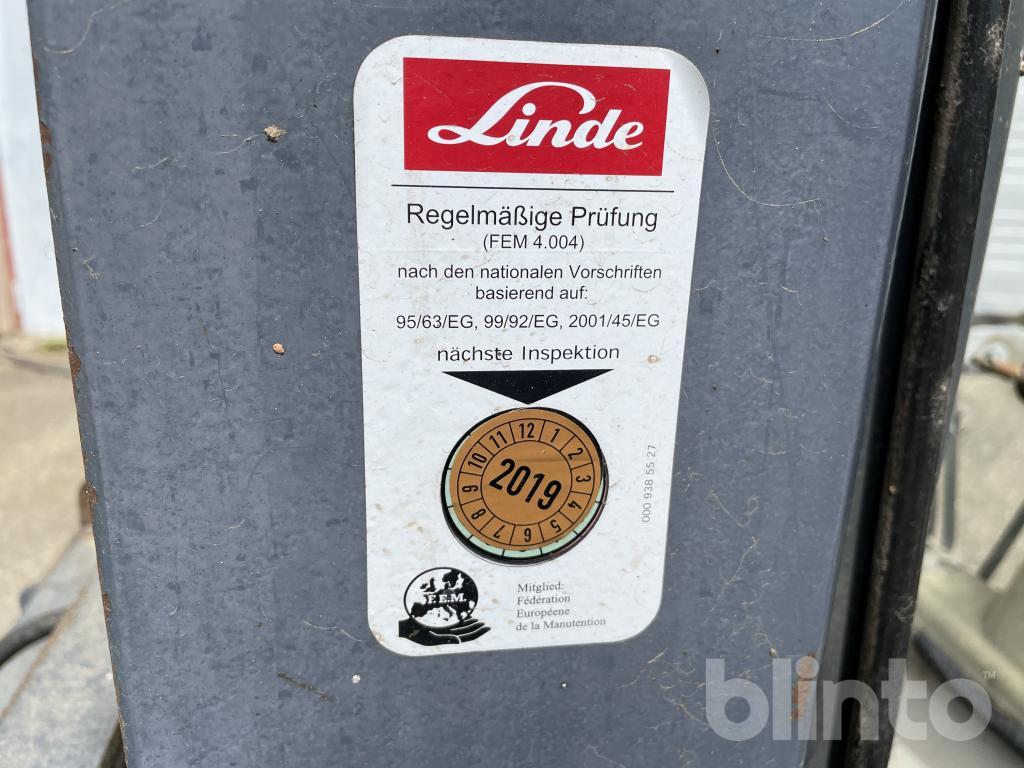 Linde
Regelmäßige Prüfung
(FEM 4.004)
nach den nationalen Vorschriften
basierend auf:
95/63/EG, 99/92/EG, 2001/45/EG
nächste Inspektion
12 1 2 3 4 5 6 7 8 9 10 11
2019
000 938 55 27
F.E.M.
Mitglied:
Fédération
Européene
de la Manutention
blinto™